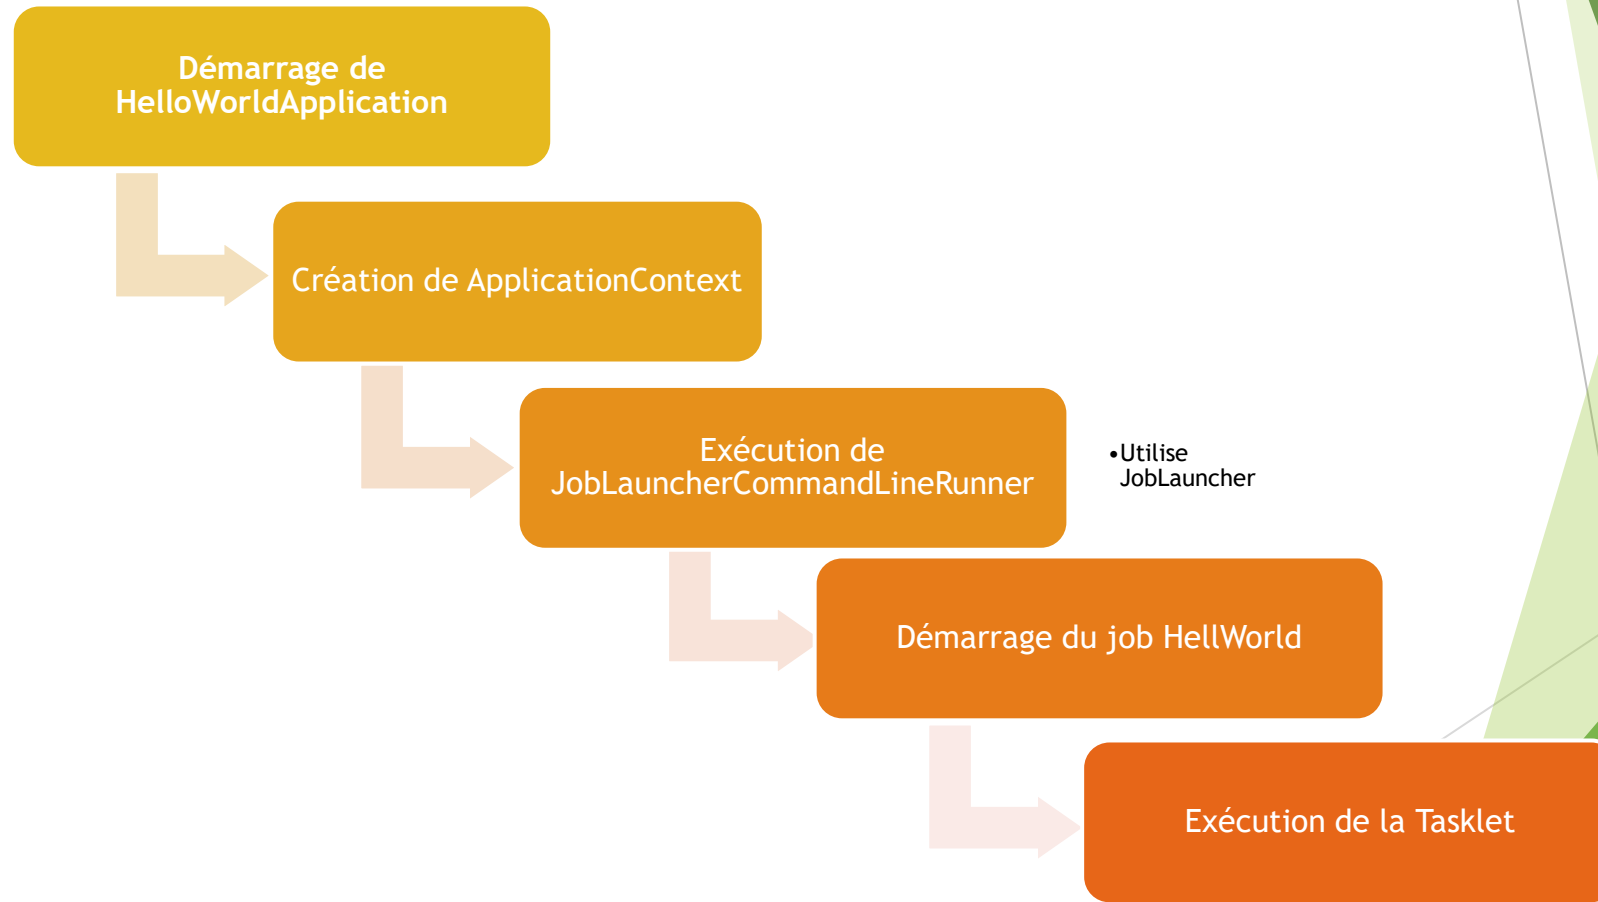 Démarrage de
HelloWorldApplication
Création de ApplicationContext
Exécution de
JobLauncherCommandLineRunner
•Utilise
JobLauncher
Démarrage du job HellWorld
Exécution de la Tasklet